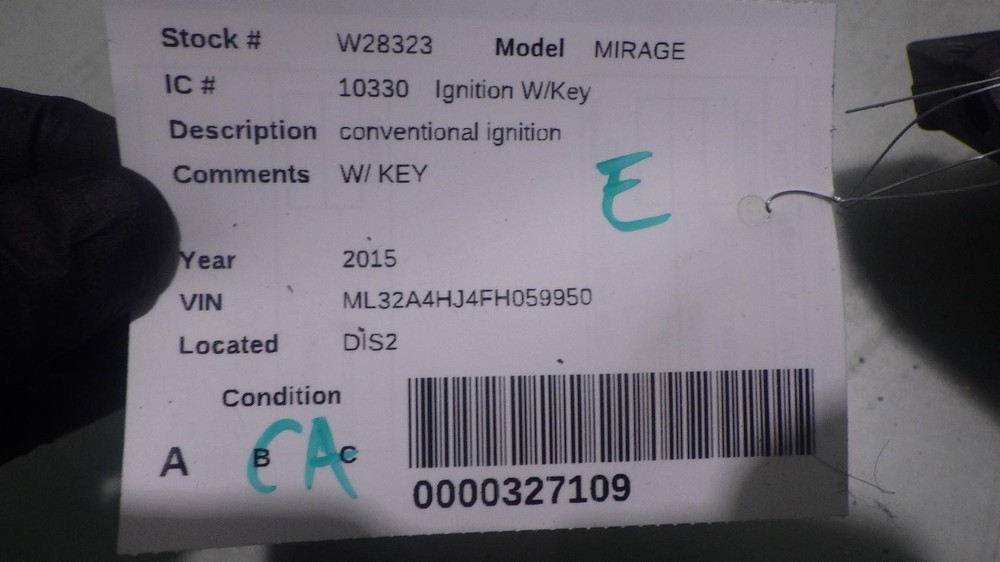 Stock # W28323 Model MIRAGE
IC # 10330 Ignition W/Key
Description conventional ignition
Comments W/ KEY
E
Year 2015
VIN ML32A4HJ4FH059950
Located DIS2
Condition
A B C
CA
0000327109